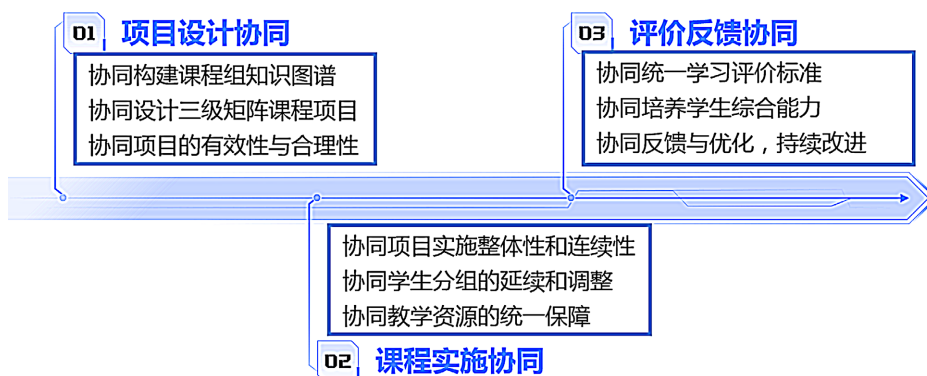 01 项目设计协同
协同构建课程组知识图谱
协同设计三级矩阵课程项目
协同项目的有效性与合理性
协同项目实施整体性和连续性
协同学生分组的延续和调整
协同教学资源的统一保障
02 课程实施协同
03 评价反馈协同
协同统一学习评价标准
协同培养学生综合能力
协同反馈与优化，持续改进